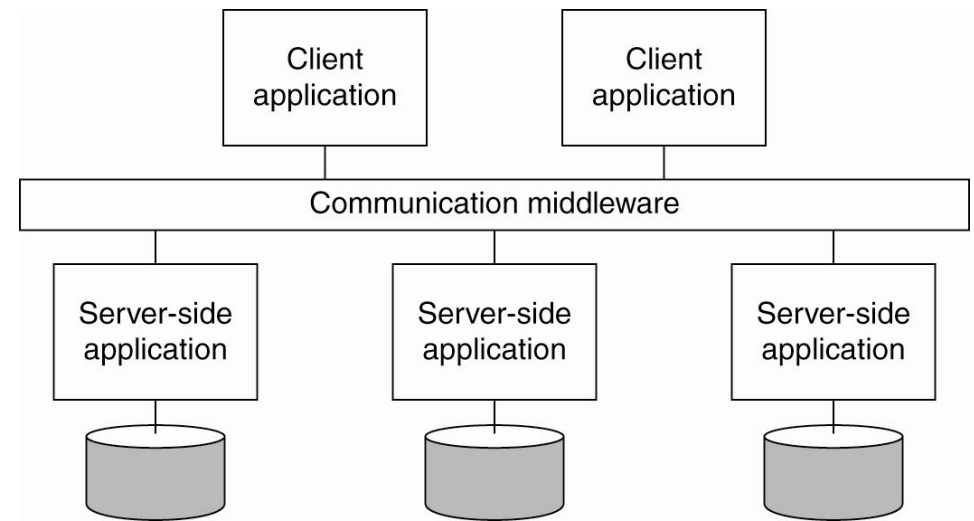 Client
application
Client
application
Communication middleware
Server-side
application
Server-side
application
Server-side
application